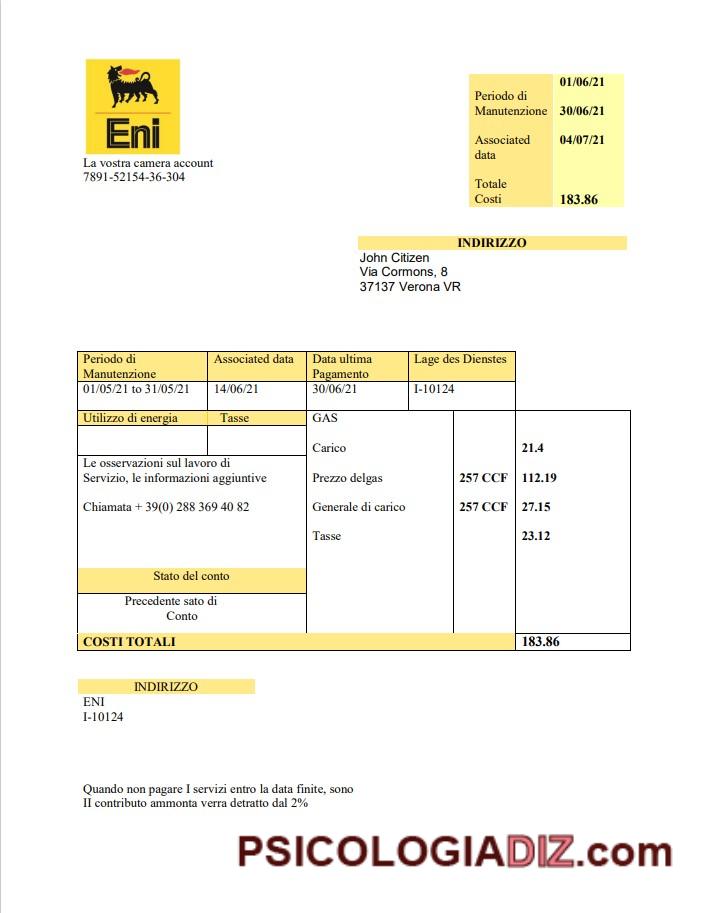 Eni
La vostra camera account
7891-52154-36-304
01/06/21
Periodo di
Manutenzione 30/06/21
Associated 04/07/21
data
Totale
Costi 183.86
INDIRIZZO
John Citizen
Via Cormons, 8
37137 Verona VR
Periodo di Manutenzione Associated data Data ultima Pagamento Lage des Dienstes
01/05/21 to 31/05/21 14/06/21 30/06/21 I-10124
Utilizzo di energia Tasse GAS
Carico 21.4
Le osservazioni sul lavoro di
Servizio, le informazioni aggiuntive Prezzo delgas 257 CCF 112.19
Chiamata + 39(0) 288 369 40 82 Generale di carico 257 CCF 27.15
Tasse 23.12
Stato del conto
Precedente sato di
Conto
COSTI TOTALI 183.86
INDIRIZZO
ENI
I-10124
Quando non pagare I servizi entro la data finite, sono
II contributo ammonta verra detratto dal 2%
PSICOLOGIADIZ.com